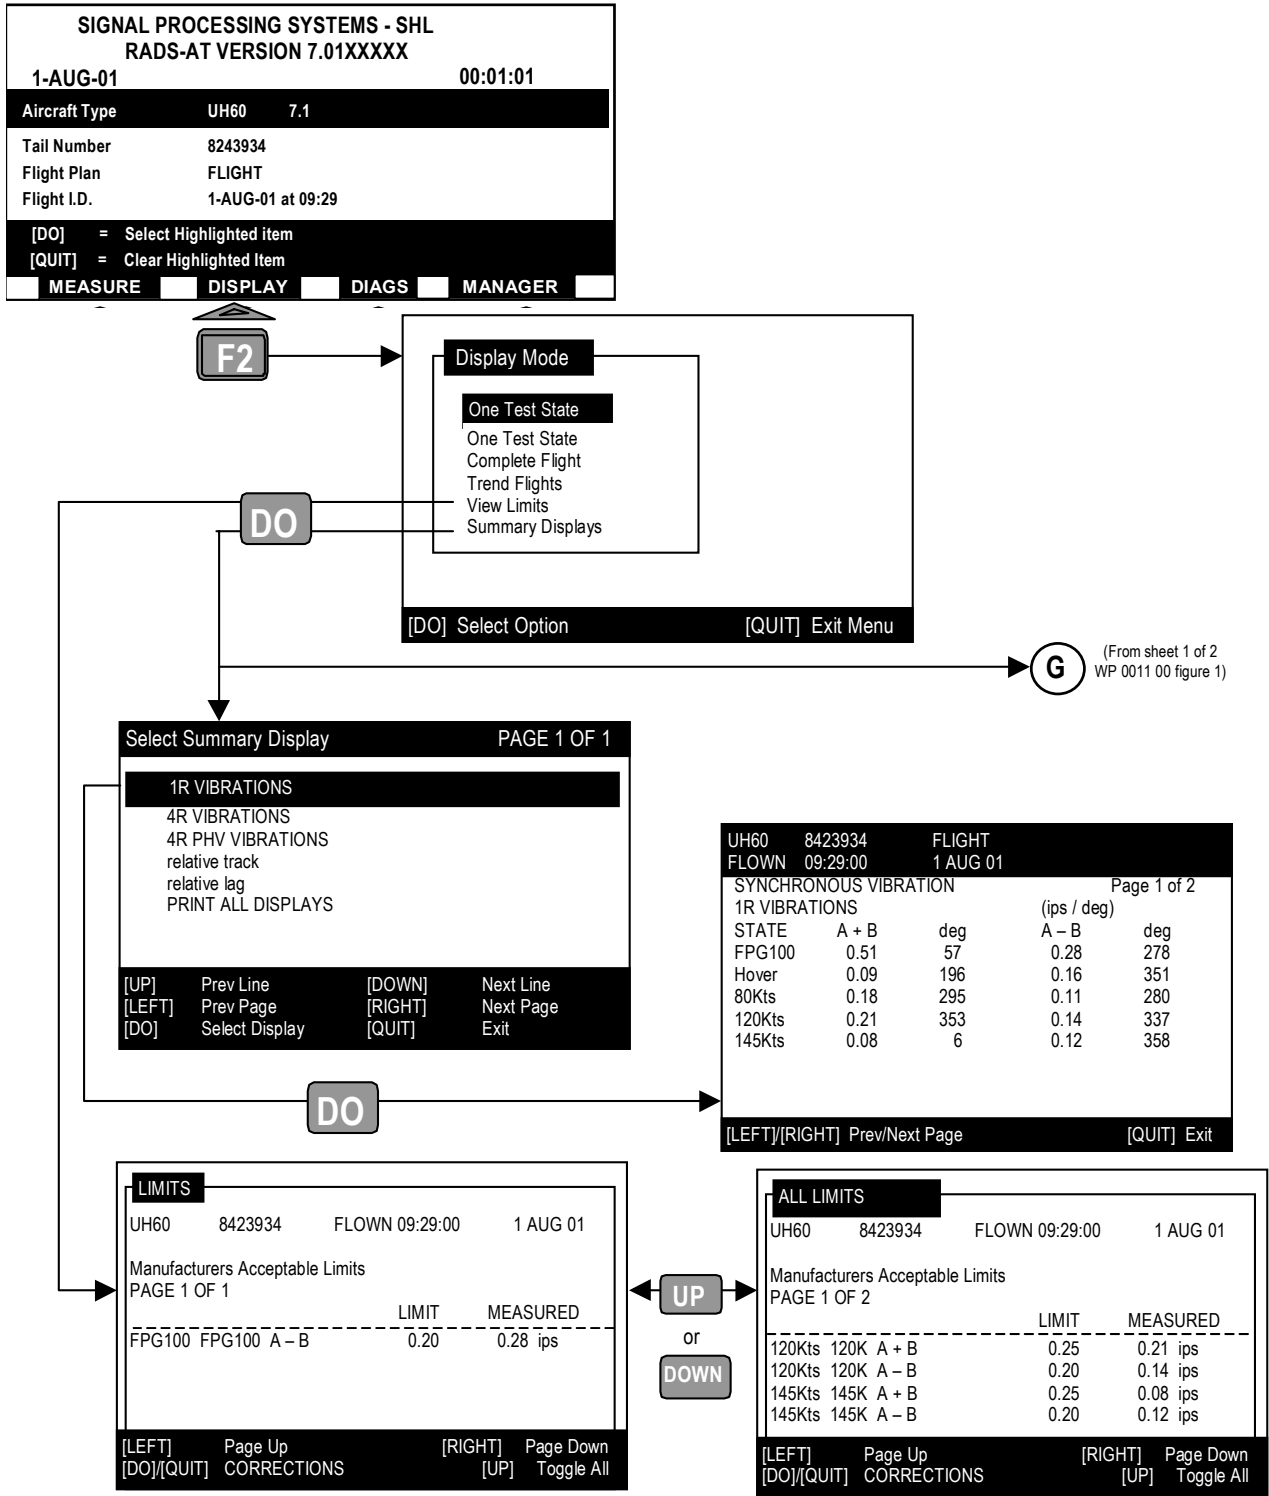 SIGNAL PROCESSING SYSTEMS - SHL
RADS-AT VERSION 7.01XXXXX
1-AUG-01 00:01:01
Aircraft Type UH60 7.1
Tail Number 8243934
Flight Plan FLIGHT
Flight I.D. 1-AUG-01 at 09:29
[DO] = Select Highlighted item
[QUIT] = Clear Highlighted Item
MEASURE DISPLAY DIAGS MANAGER
F2
Display Mode
One Test State
One Test State
Complete Flight
Trend Flights
View Limits
Summary Displays
DO
[DO] Select Option [QUIT] Exit Menu
G
(From sheet 1 of 2
WP 0011 00 figure 1)
Select Summary Display PAGE 1 OF 1
1R VIBRATIONS
4R VIBRATIONS
4R PHV VIBRATIONS
relative track
relative lag
PRINT ALL DISPLAYS
[UP] Prev Line [DOWN] Next Line
[LEFT] Prev Page [RIGHT] Next Page
[DO] Select Display [QUIT] Exit
DO
UH60 8423934 FLIGHT
FLOWN 09:29:00 1 AUG 01
SYNCHRONOUS VIBRATION Page 1 of 2
1R VIBRATIONS (ips / deg)
STATE A + B deg A – B deg
FPG100 0.51 57 0.28 278
Hover 0.09 196 0.16 351
80Kts 0.18 295 0.11 280
120Kts 0.21 353 0.14 337
145Kts 0.08 6 0.12 358
[LEFT]/[RIGHT] Prev/Next Page [QUIT] Exit
LIMITS
UH60 8423934 FLOWN 09:29:00 1 AUG 01
Manufacturers Acceptable Limits
PAGE 1 OF 1
LIMIT MEASURED
FPG100 FPG100 A – B 0.20 0.28 ips
[LEFT] Page Up [RIGHT] Page Down
[DO]/[QUIT] CORRECTIONS [UP] Toggle All
UP
or
DOWN
ALL LIMITS
UH60 8423934 FLOWN 09:29:00 1 AUG 01
Manufacturers Acceptable Limits
PAGE 1 OF 2
LIMIT MEASURED
120Kts 120K A + B 0.25 0.21 ips
120Kts 120K A – B 0.20 0.14 ips
145Kts 145K A + B 0.25 0.08 ips
145Kts 145K A – B 0.20 0.12 ips
[LEFT] Page Up [RIGHT] Page Down
[DO]/[QUIT] CORRECTIONS [UP] Toggle All